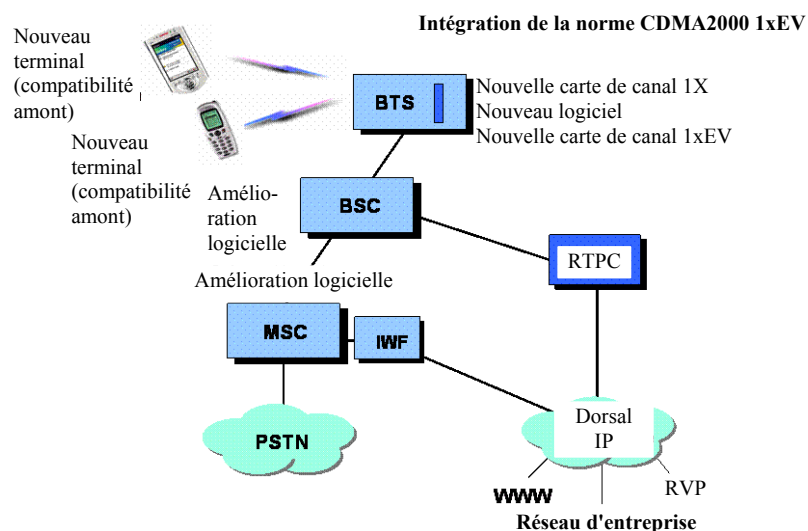 Intégration de la norme CDMA2000 1xEV
Nouveau
terminal
(compatibilité
amont)
Nouveau
terminal
(compatibilité
amont)
BTS
Nouvelle carte de canal 1X
Nouveau logiciel
Nouvelle carte de canal 1xEV
Amélio-
ration
logicielle
BSC
RTPC
Amélioration logicielle
MSC
IWF
PSTN
Dorsal
IP
WWW
RVP
Réseau d'entreprise